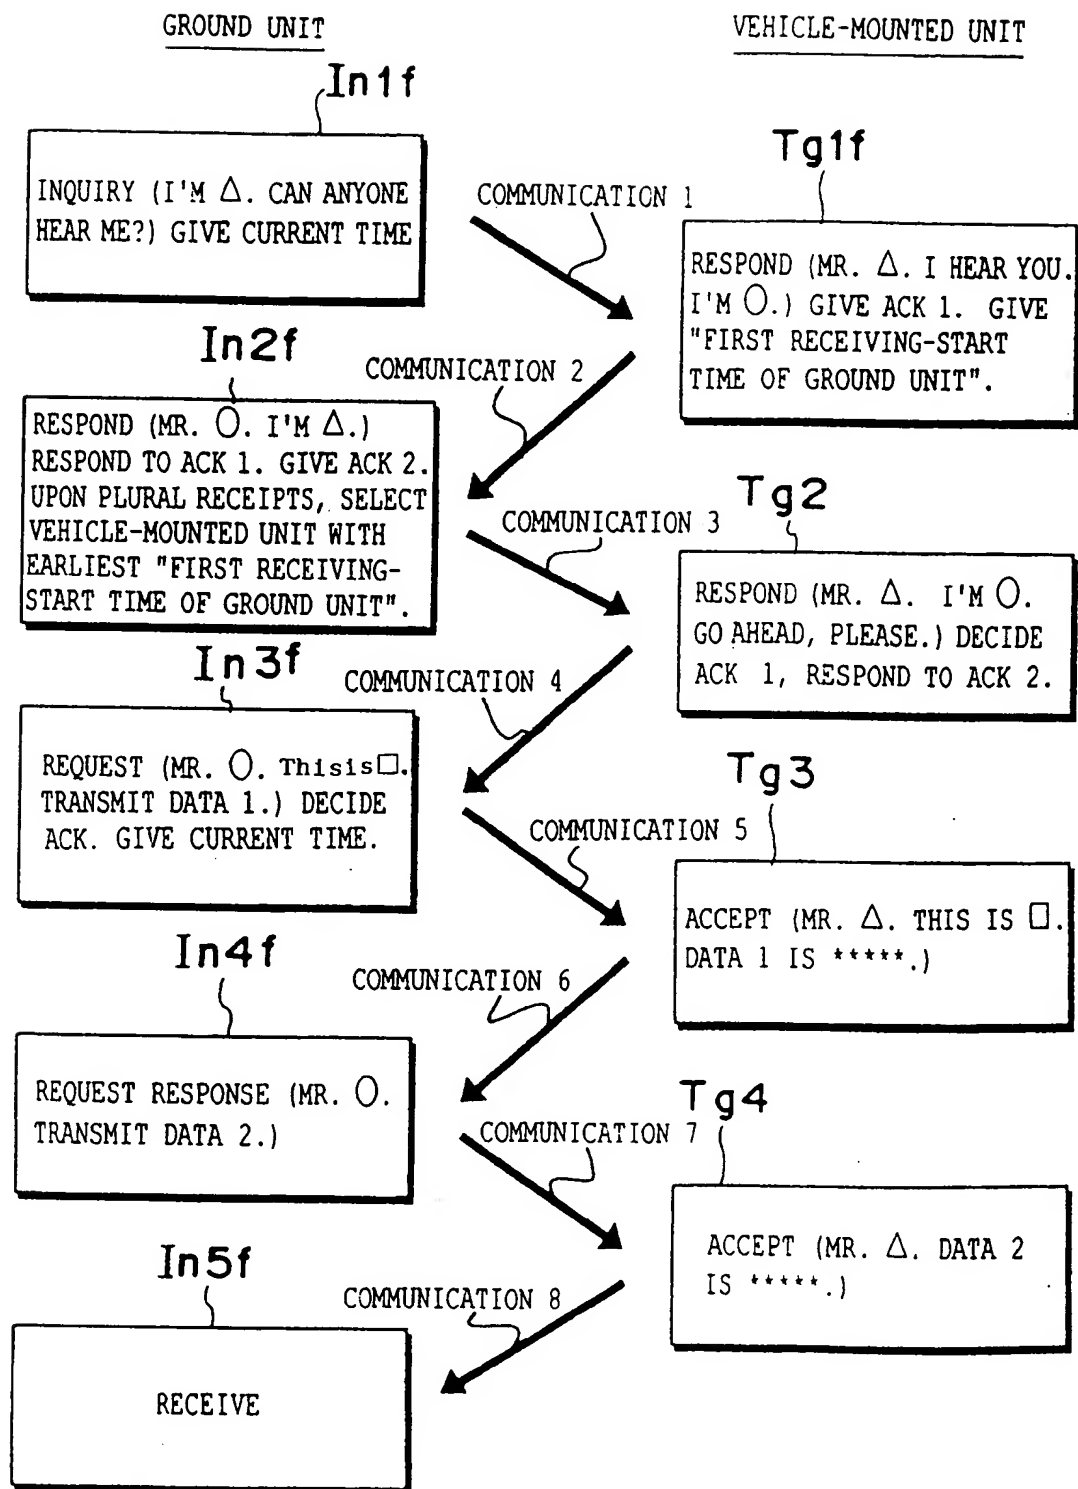 GROUND UNIT
VEHICLE-MOUNTED UNIT
In1f
INQUIRY (I'M △. CAN ANYONE
HEAR ME?) GIVE CURRENT TIME
COMMUNICATION 1
Tg1f
RESPOND (MR. △. I HEAR YOU.
I'M ○.) GIVE ACK 1. GIVE
"FIRST RECEIVING-START
TIME OF GROUND UNIT".
COMMUNICATION 2
In2f
RESPOND (MR. ○. I'M △.)
RESPOND TO ACK 1. GIVE ACK 2.
UPON PLURAL RECEIPTS, SELECT
VEHICLE-MOUNTED UNIT WITH
EARLIEST "FIRST RECEIVING-
START TIME OF GROUND UNIT".
COMMUNICATION 3
Tg2
RESPOND (MR. △. I'M ○.
GO AHEAD, PLEASE.) DECIDE
ACK 1, RESPOND TO ACK 2.
COMMUNICATION 4
In3f
REQUEST (MR. ○. Thisis□.
TRANSMIT DATA 1.) DECIDE
ACK. GIVE CURRENT TIME.
COMMUNICATION 5
Tg3
ACCEPT (MR. △. THIS IS □.
DATA 1 IS *****.)
COMMUNICATION 6
In4f
REQUEST RESPONSE (MR. ○.
TRANSMIT DATA 2.)
COMMUNICATION 7
Tg4
ACCEPT (MR. △. DATA 2
IS *****.)
COMMUNICATION 8
In5f
RECEIVE